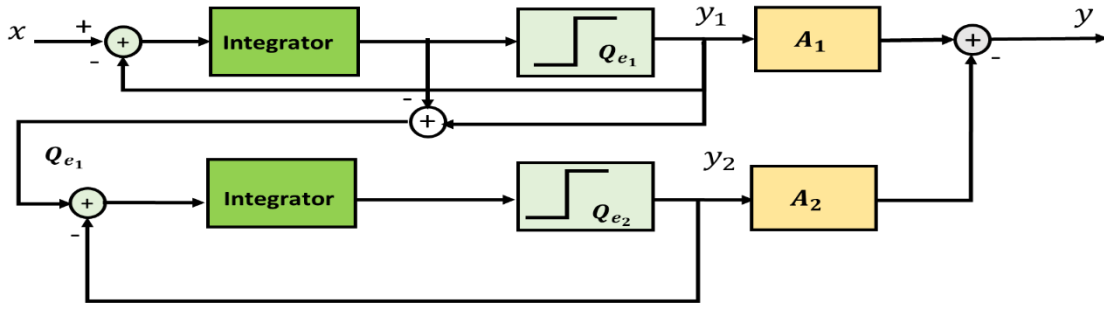 x + + - Integrator Q_{e_1} y_1 A_1 + - y
- +
Q_{e_1}
+ - Integrator Q_{e_2} y_2 A_2